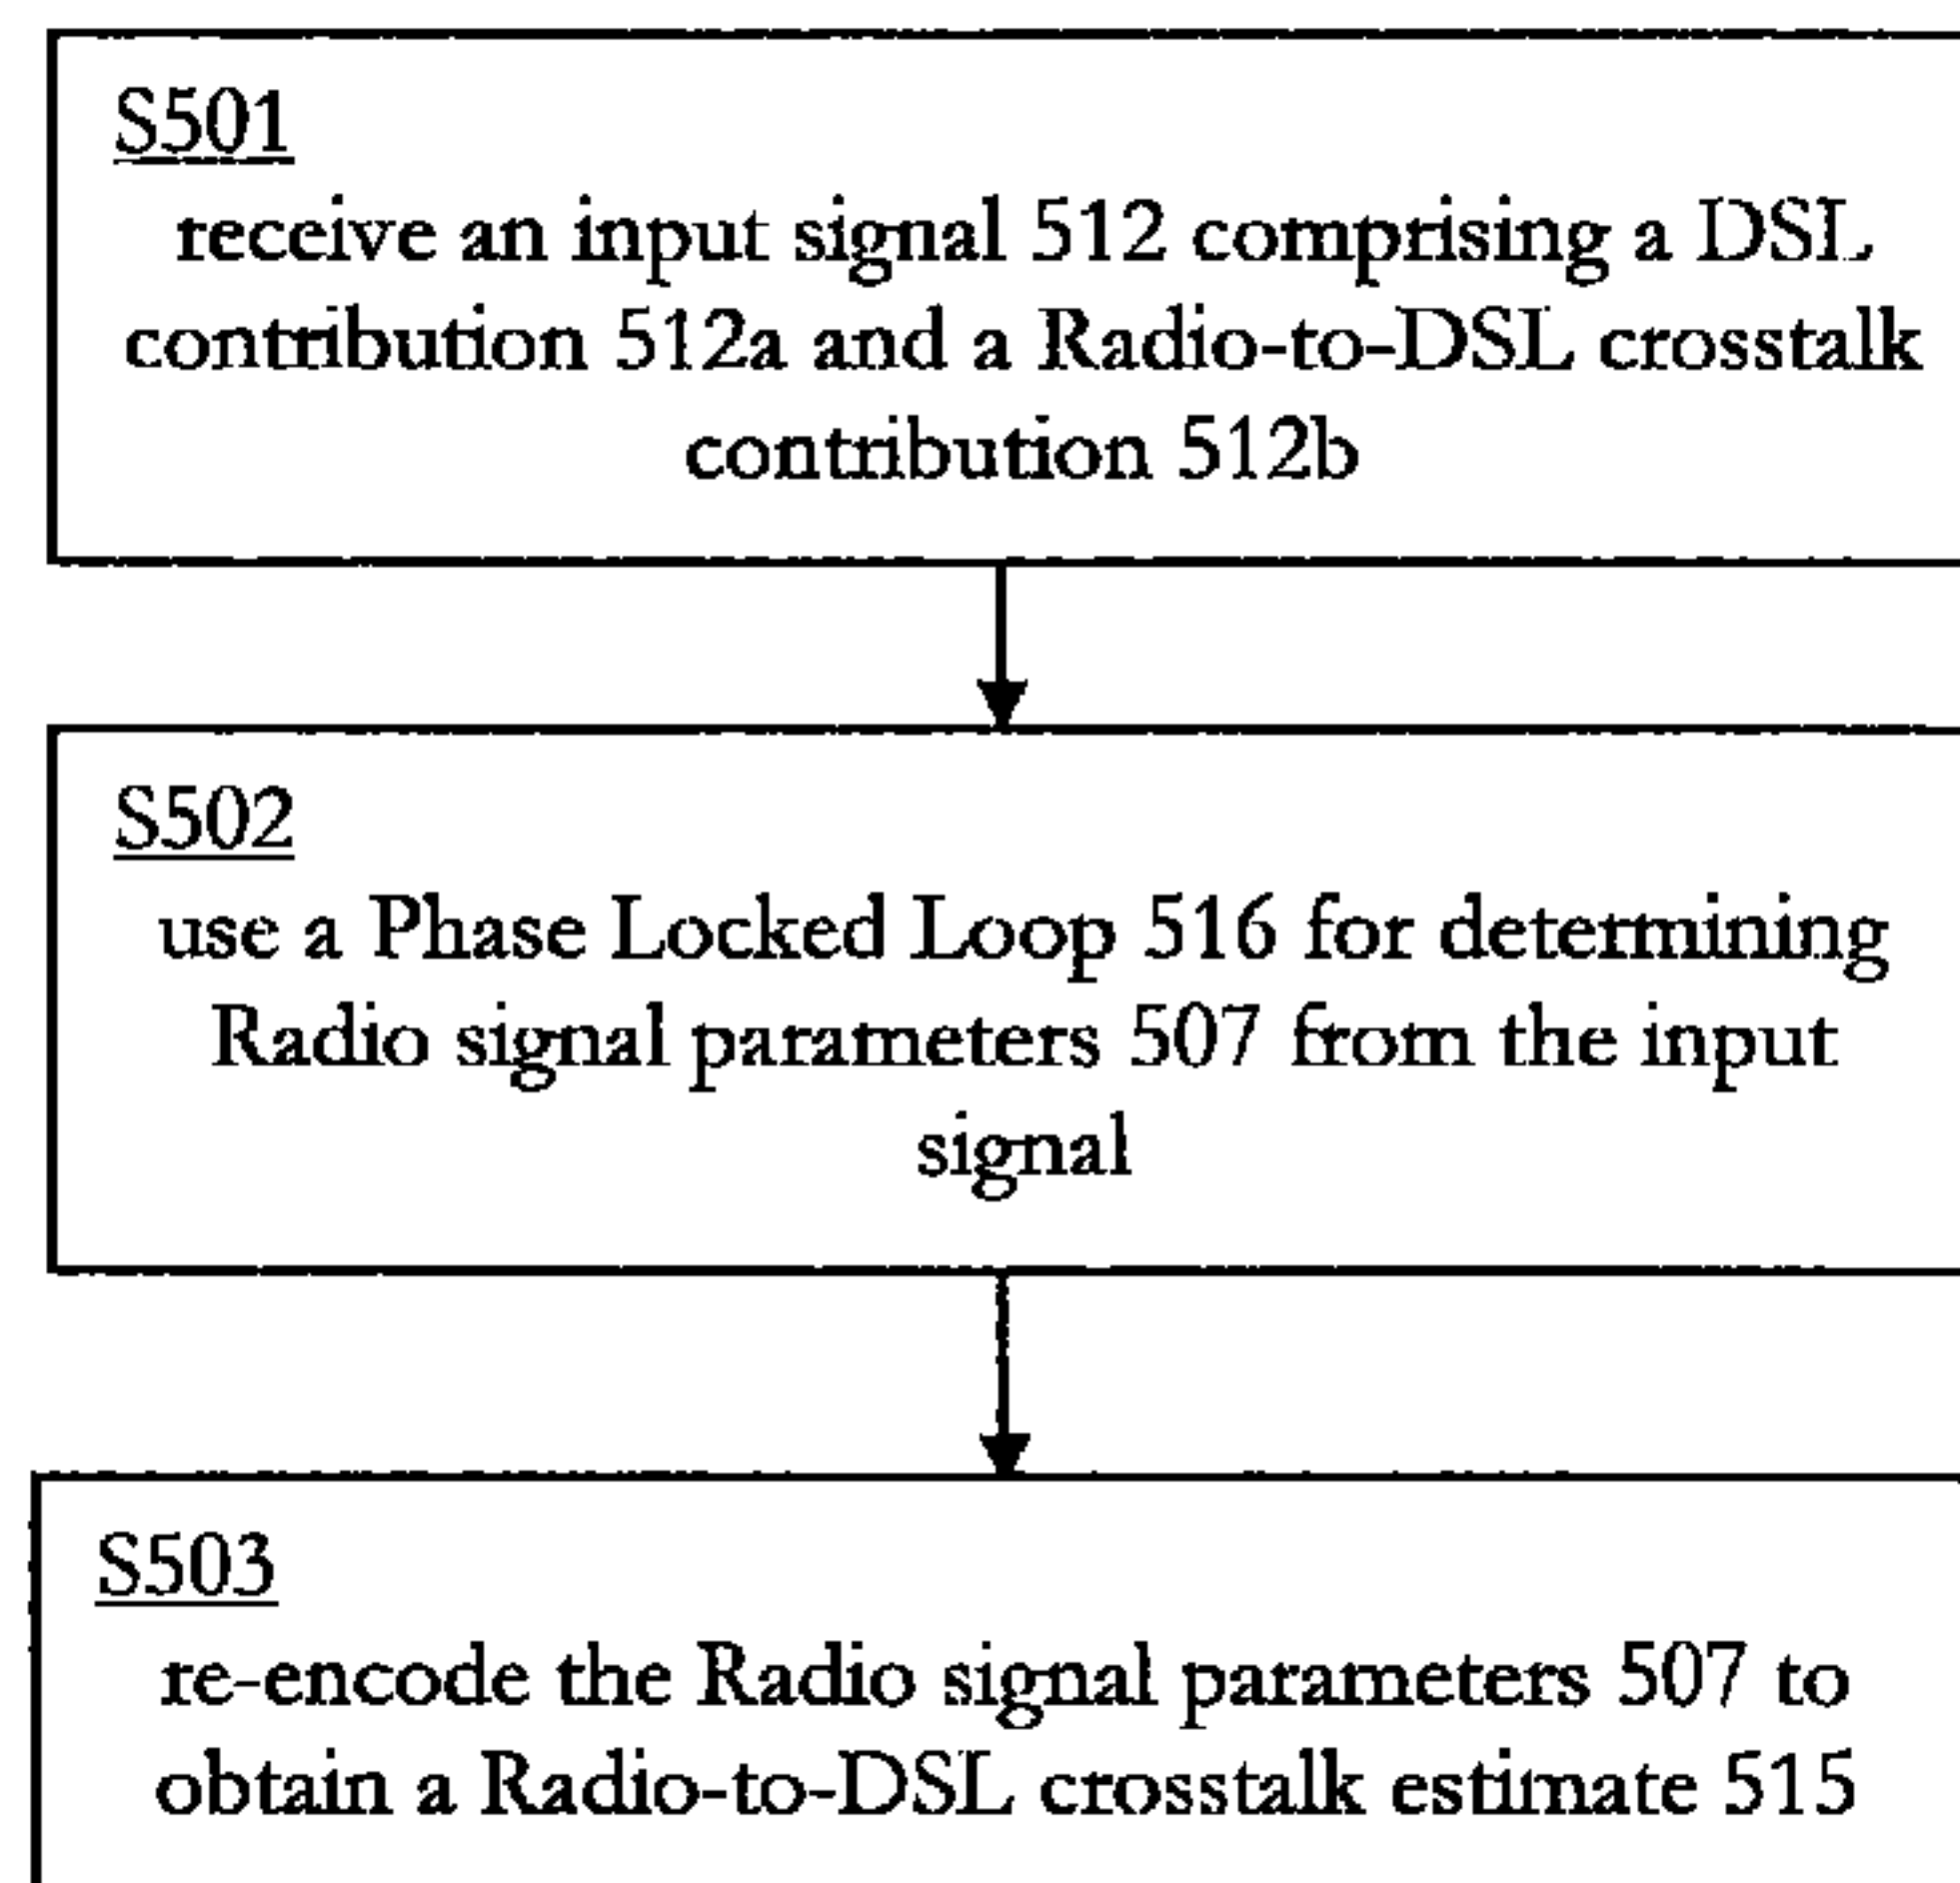 S501
receive an input signal 512 comprising a DSL
contribution 512a and a Radio-to-DSL crosstalk
contribution 512b
S502
use a Phase Locked Loop 516 for determining
Radio signal parameters 507 from the input
signal
S503
re-encode the Radio signal parameters 507 to
obtain a Radio-to-DSL crosstalk estimate 515